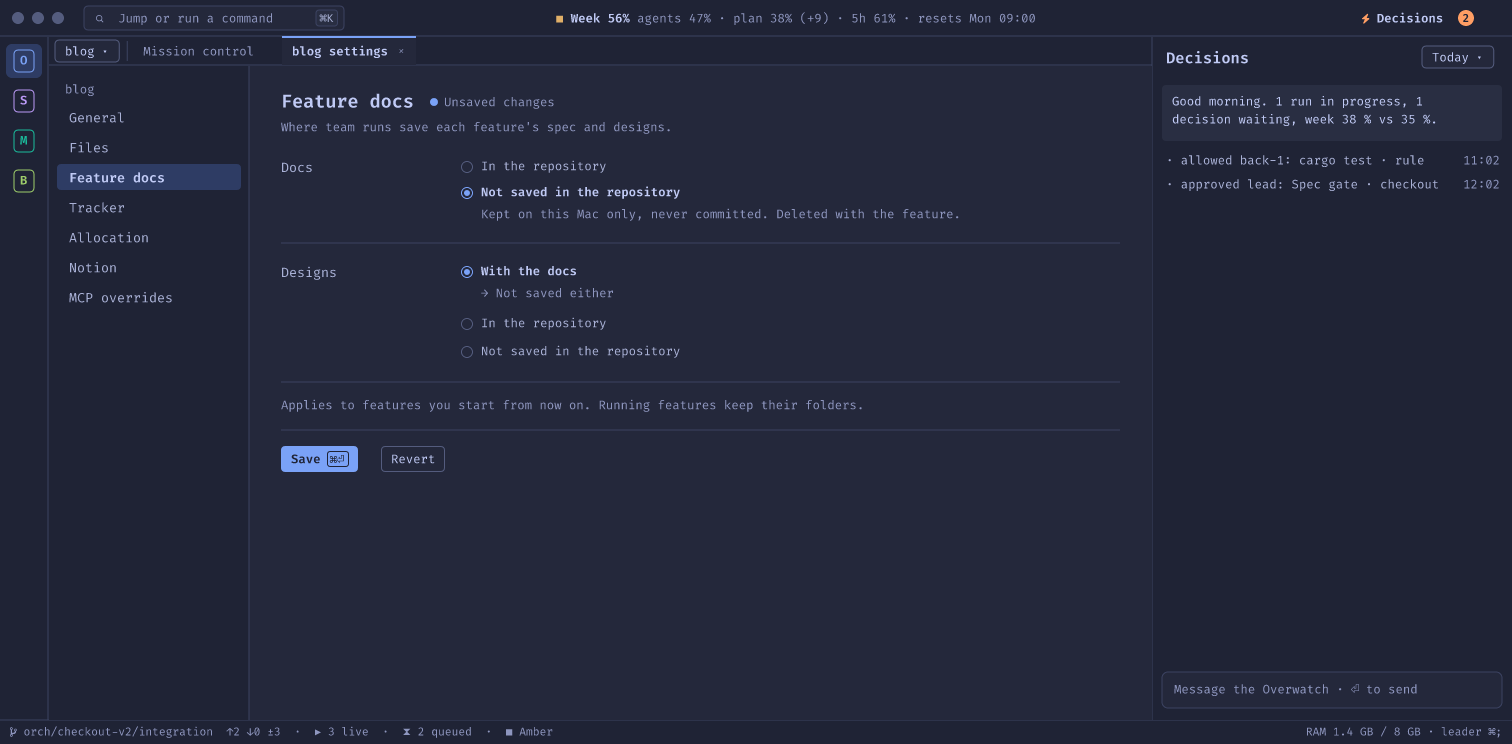 Jump or run a command ⌘K
Week 56% agents 47% · plan 38% (+9) · 5h 61% · resets Mon 09:00
Decisions 2
O
S
M
B
blog
Mission control
blog settings ×
blog
General
Files
Feature docs
Tracker
Allocation
Notion
MCP overrides
Feature docs
Unsaved changes
Where team runs save each feature's spec and designs.
Docs
In the repository
Not saved in the repository
Kept on this Mac only, never committed. Deleted with the feature.
Designs
With the docs
→ Not saved either
In the repository
Not saved in the repository
Applies to features you start from now on. Running features keep their folders.
Save ⌘⏎
Revert
Decisions
Today
Good morning. 1 run in progress, 1
decision waiting, week 38 % vs 35 %.
· allowed back-1: cargo test · rule 11:02
· approved lead: Spec gate · checkout 12:02
Message the Overwatch · ⏎ to send
orch/checkout-v2/integration ↑2 ↓0 ±3 · ▶ 3 live · ⧗ 2 queued · ■ Amber
RAM 1.4 GB / 8 GB · leader ⌘;